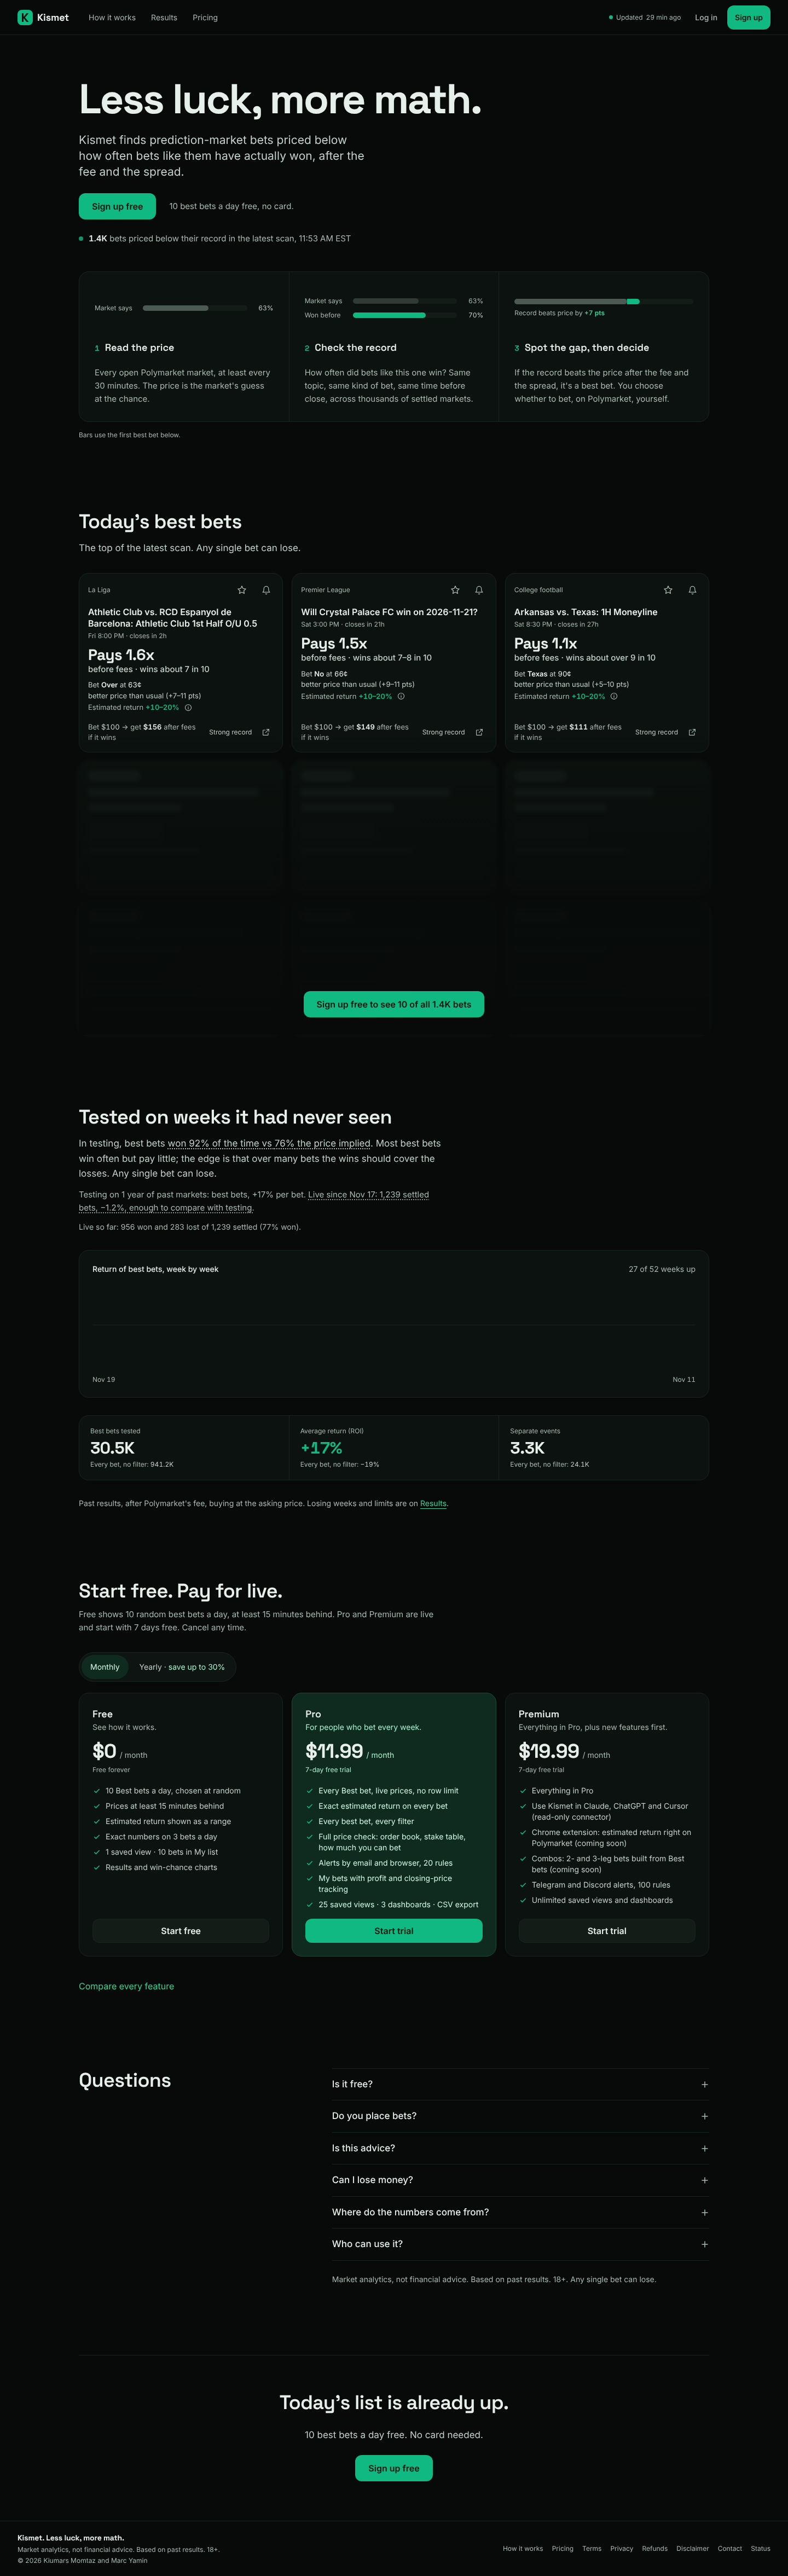 Kismet
How it works
Results
Pricing
Updated 29 min ago
Log in
Sign up
Less luck, more math.
Kismet finds prediction-market bets priced below
how often bets like them have actually won, after the
fee and the spread.
Sign up free
10 best bets a day free, no card.
1.4K bets priced below their record in the latest scan, 11:53 AM EST
Market says 63%
1 Read the price
Every open Polymarket market, at least every
30 minutes. The price is the market's guess
at the chance.
Market says 63%
Won before 70%
2 Check the record
How often did bets like this one win? Same
topic, same kind of bet, same time before
close, across thousands of settled markets.
Record beats price by +7 pts
3 Spot the gap, then decide
If the record beats the price after the fee and
the spread, it's a best bet. You choose
whether to bet, on Polymarket, yourself.
Bars use the first best bet below.
Today's best bets
The top of the latest scan. Any single bet can lose.
La Liga
Athletic Club vs. RCD Espanyol de
Barcelona: Athletic Club 1st Half O/U 0.5
Fri 8:00 PM · closes in 2h
Pays 1.6x
before fees · wins about 7 in 10
Bet Over at 63¢
better price than usual (+7–11 pts)
Estimated return +10–20%
Bet $100 → get $156 after fees
if it wins
Strong record
Premier League
Will Crystal Palace FC win on 2026-11-21?
Sat 3:00 PM · closes in 21h
Pays 1.5x
before fees · wins about 7–8 in 10
Bet No at 66¢
better price than usual (+9–11 pts)
Estimated return +10–20%
Bet $100 → get $149 after fees
if it wins
Strong record
College football
Arkansas vs. Texas: 1H Moneyline
Sat 8:30 PM · closes in 27h
Pays 1.1x
before fees · wins about over 9 in 10
Bet Texas at 90¢
better price than usual (+5–10 pts)
Estimated return +10–20%
Bet $100 → get $111 after fees
if it wins
Strong record
Sign up free to see 10 of all 1.4K bets
Tested on weeks it had never seen
In testing, best bets won 92% of the time vs 76% the price implied. Most best bets
win often but pay little; the edge is that over many bets the wins should cover the
losses. Any single bet can lose.
Testing on 1 year of past markets: best bets, +17% per bet. Live since Nov 17: 1,239 settled
bets, −1.2%, enough to compare with testing.
Live so far: 956 won and 283 lost of 1,239 settled (77% won).
Return of best bets, week by week
27 of 52 weeks up
Nov 19
Nov 11
Best bets tested
30.5K
Every bet, no filter: 941.2K
Average return (ROI)
+17%
Every bet, no filter: −19%
Separate events
3.3K
Every bet, no filter: 24.1K
Past results, after Polymarket's fee, buying at the asking price. Losing weeks and limits are on Results.
Start free. Pay for live.
Free shows 10 random best bets a day, at least 15 minutes behind. Pro and Premium are live
and start with 7 days free. Cancel any time.
Monthly
Yearly · save up to 30%
Free
See how it works.
$0 / month
Free forever
10 Best bets a day, chosen at random
Prices at least 15 minutes behind
Estimated return shown as a range
Exact numbers on 3 bets a day
1 saved view · 10 bets in My list
Results and win-chance charts
Start free
Pro
For people who bet every week.
$11.99 / month
7-day free trial
Every Best bet, live prices, no row limit
Exact estimated return on every bet
Every best bet, every filter
Full price check: order book, stake table,
how much you can bet
Alerts by email and browser, 20 rules
My bets with profit and closing-price
tracking
25 saved views · 3 dashboards · CSV export
Start trial
Premium
Everything in Pro, plus new features first.
$19.99 / month
7-day free trial
Everything in Pro
Use Kismet in Claude, ChatGPT and Cursor
(read-only connector)
Chrome extension: estimated return right on
Polymarket (coming soon)
Combos: 2- and 3-leg bets built from Best
bets (coming soon)
Telegram and Discord alerts, 100 rules
Unlimited saved views and dashboards
Start trial
Compare every feature
Questions
Is it free?
Do you place bets?
Is this advice?
Can I lose money?
Where do the numbers come from?
Who can use it?
Market analytics, not financial advice. Based on past results. 18+. Any single bet can lose.
Today's list is already up.
10 best bets a day free. No card needed.
Sign up free
Kismet. Less luck, more math.
Market analytics, not financial advice. Based on past results. 18+.
© 2026 Kiumars Momtaz and Marc Yamin
How it works
Pricing
Terms
Privacy
Refunds
Disclaimer
Contact
Status